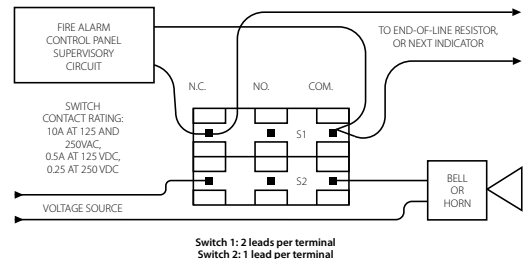 FIRE ALARM
CONTROL PANEL
SUPERVISORY
CIRCUIT
TO END-OF-LINE RESISTOR,
OR NEXT INDICATOR
N.C.
NO.
COM.
SWITCH
CONTACT RATING:
10A AT 125 AND
250VAC,
0.5A AT 125 VDC,
0.25 AT 250 VDC
S1
S2
BELL
OR
HORN
VOLTAGE SOURCE
Switch 1: 2 leads per terminal
Switch 2: 1 lead per terminal